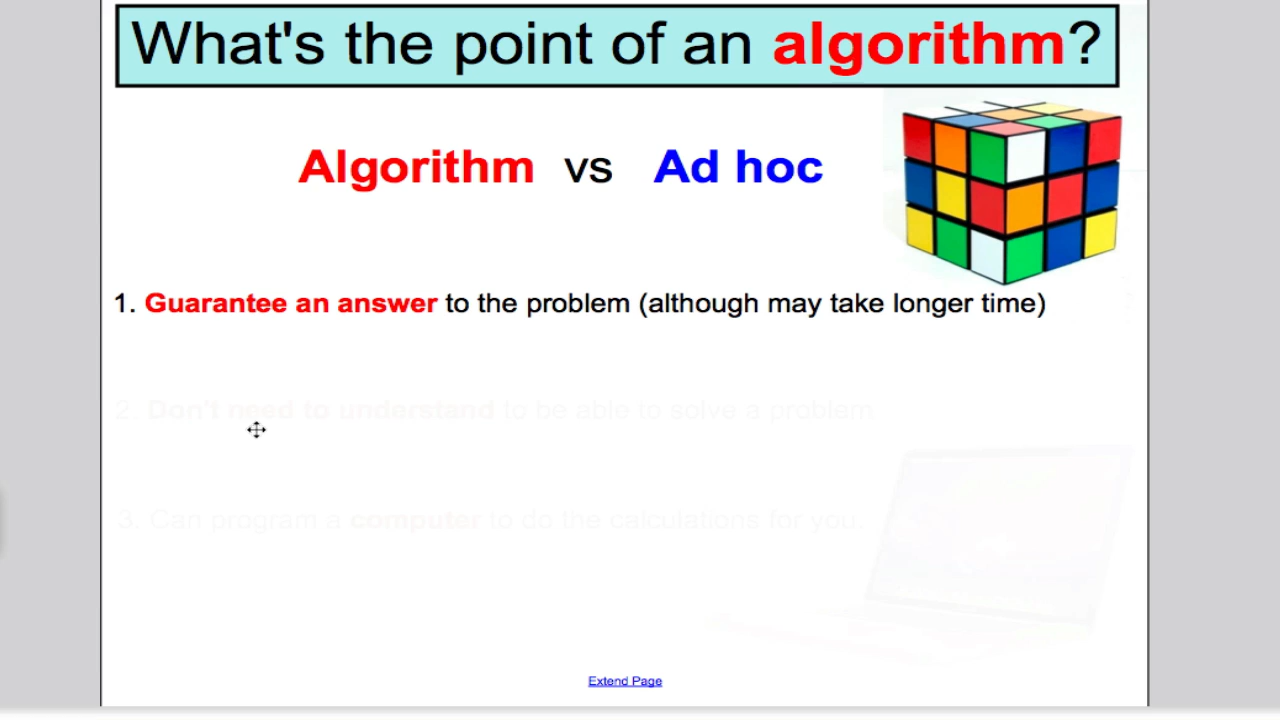 What's the point of an algorithm?
Algorithm vs Ad hoc
1. Guarantee an answer to the problem (although may take longer time)
2. Don't need to understand to be able to solve a problem
3. Can program a computer to do the calculations for you.
Extend Page